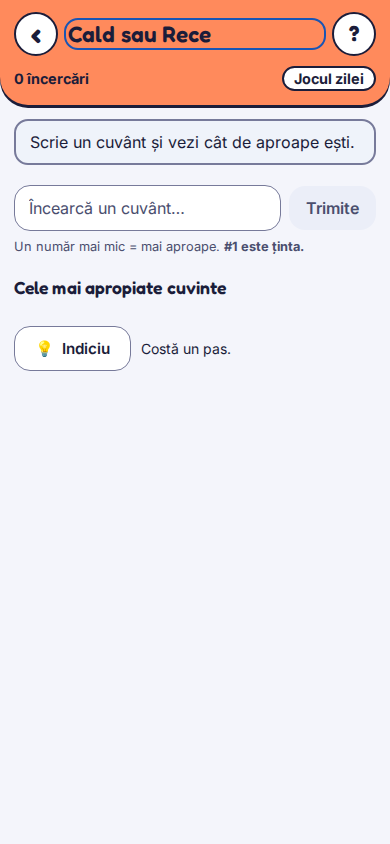 Cald sau Rece
?
0 încercări
Jocul zilei
Scrie un cuvânt și vezi cât de aproape ești.
Încearcă un cuvânt...
Trimite
Un număr mai mic = mai aproape. #1 este ținta.
Cele mai apropiate cuvinte
Indiciu
Costă un pas.